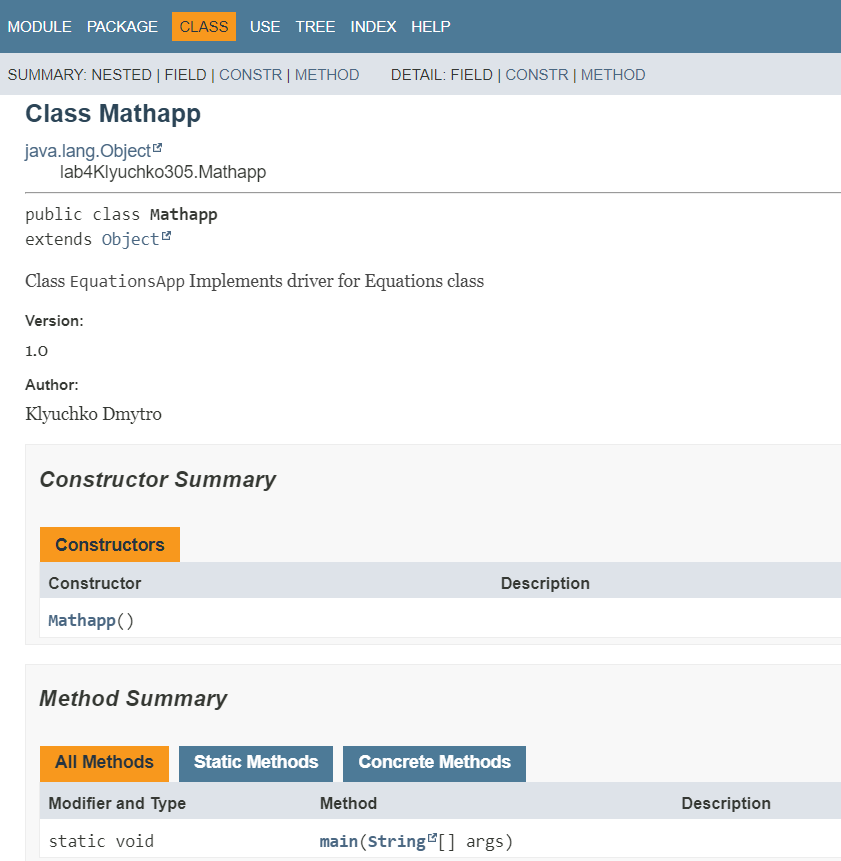 MODULE PACKAGE CLASS USE TREE INDEX HELP
SUMMARY: NESTED | FIELD | CONSTR | METHOD DETAIL: FIELD | CONSTR | METHOD
Class Mathapp
java.lang.Object
lab4Klyuchko305.Mathapp
public class Mathapp
extends Object
Class EquationsApp Implements driver for Equations class
Version:
1.0
Author:
Klyuchko Dmytro
Constructor Summary
Constructors
Constructor Description
Mathapp()
Method Summary
All Methods Static Methods Concrete Methods
Modifier and Type Method Description
static void main(String[] args)